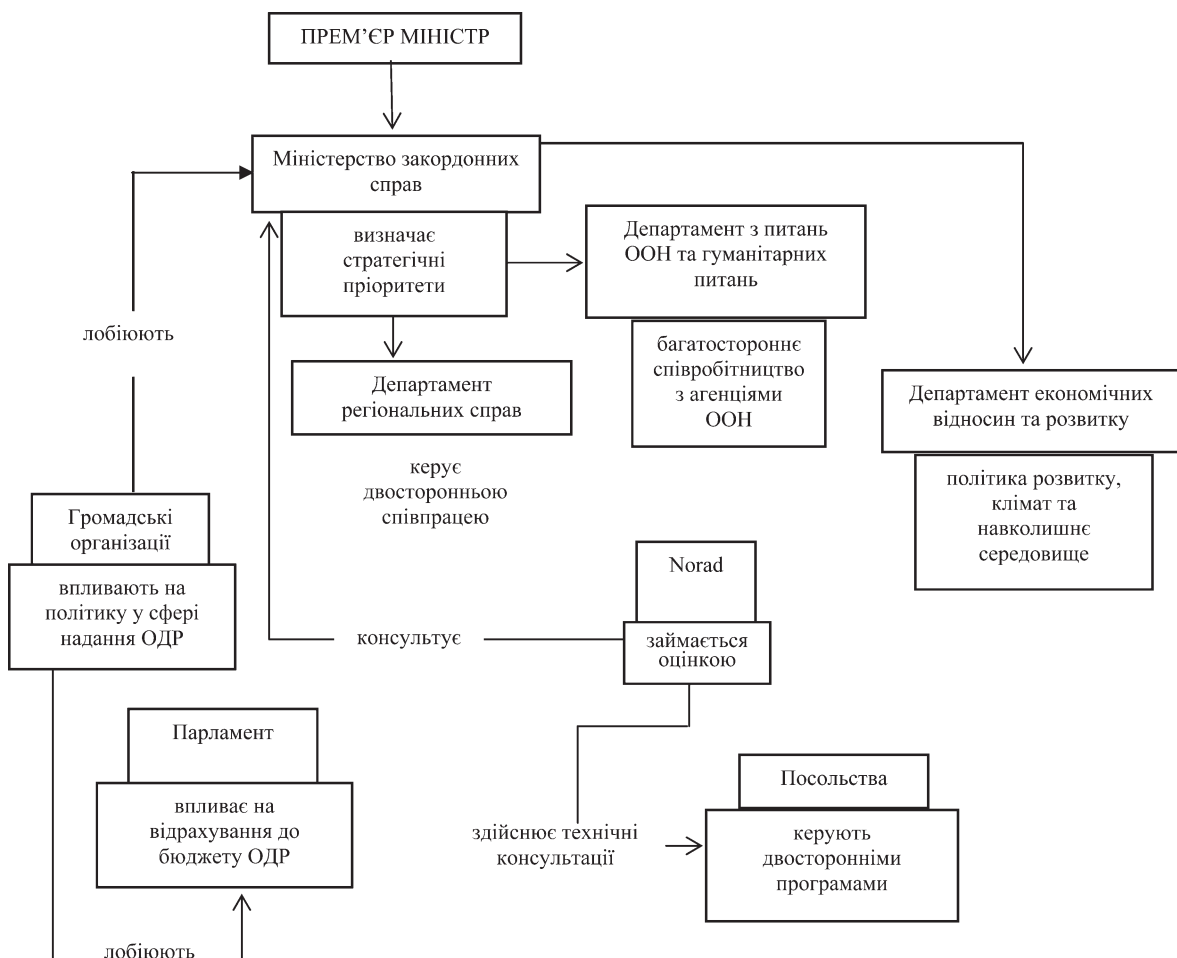 ПРЕМ’ЄР МІНІСТР
Міністерство закордонних
справ
визначає
стратегічні
пріоритети
Департамент з питань
ООН та гуманітарних
питань
багатостороннє
співробітництво
з агенціями
ООН
лобіюють
Департамент
регіональних справ
керує
двосторонньою
співпрацею
Департамент економічних
відносин та розвитку
політика розвитку,
клімат та
навколишнє
середовище
Громадські
організації
впливають на
політику у сфері
надання ОДР
Norad
займається
оцінкою
консультує
Парламент
впливає на
відрахування до
бюджету ОДР
здійснює технічні
консультації
Посольства
керують
двосторонніми
програмами
лобіюють